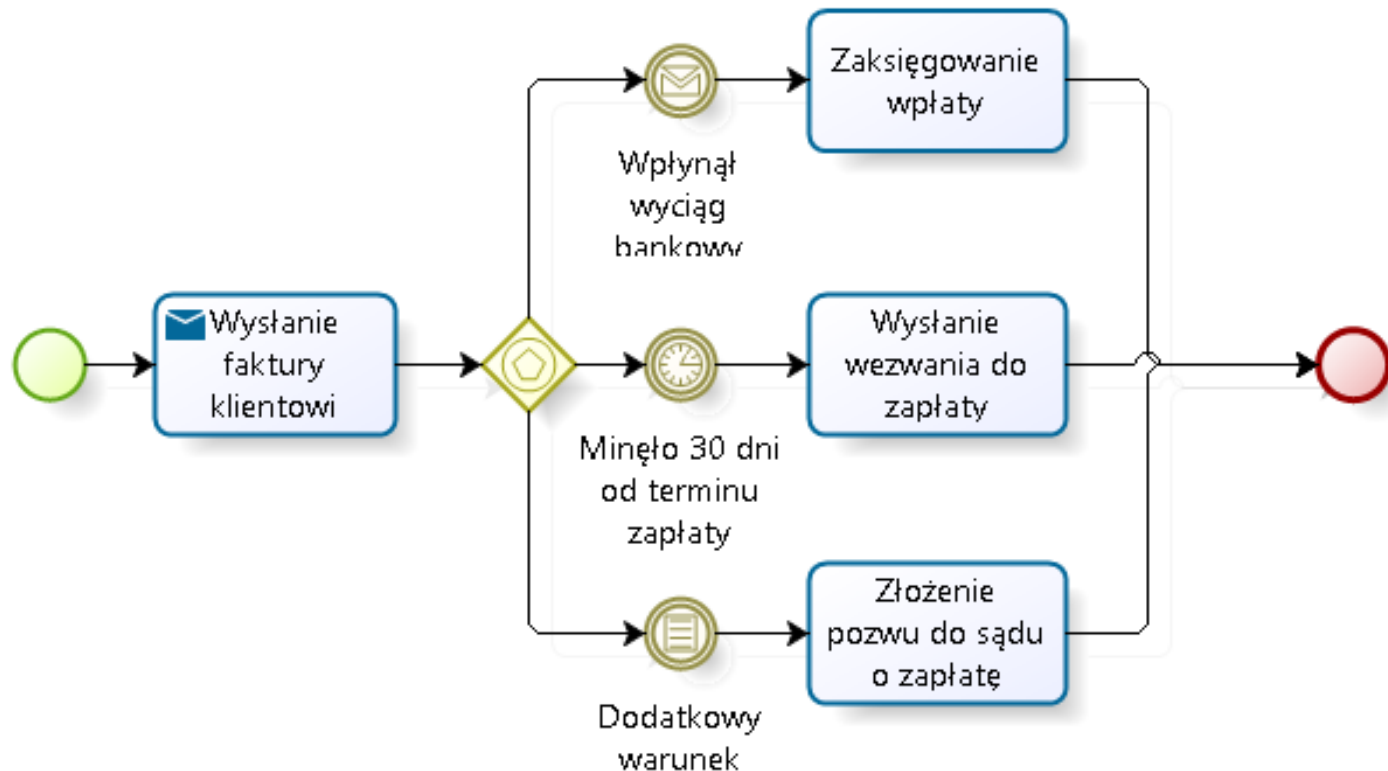 Zaksięgowanie
wpłaty
Wpłynął
wyciąg
bankowy
Wysłanie
faktury
klientowi
Wysłanie
wezwania do
zapłaty
Minęło 30 dni
od terminu
zapłaty
Złożenie
pozwu do sądu
o zapłatę
Dodatkowy
warunek